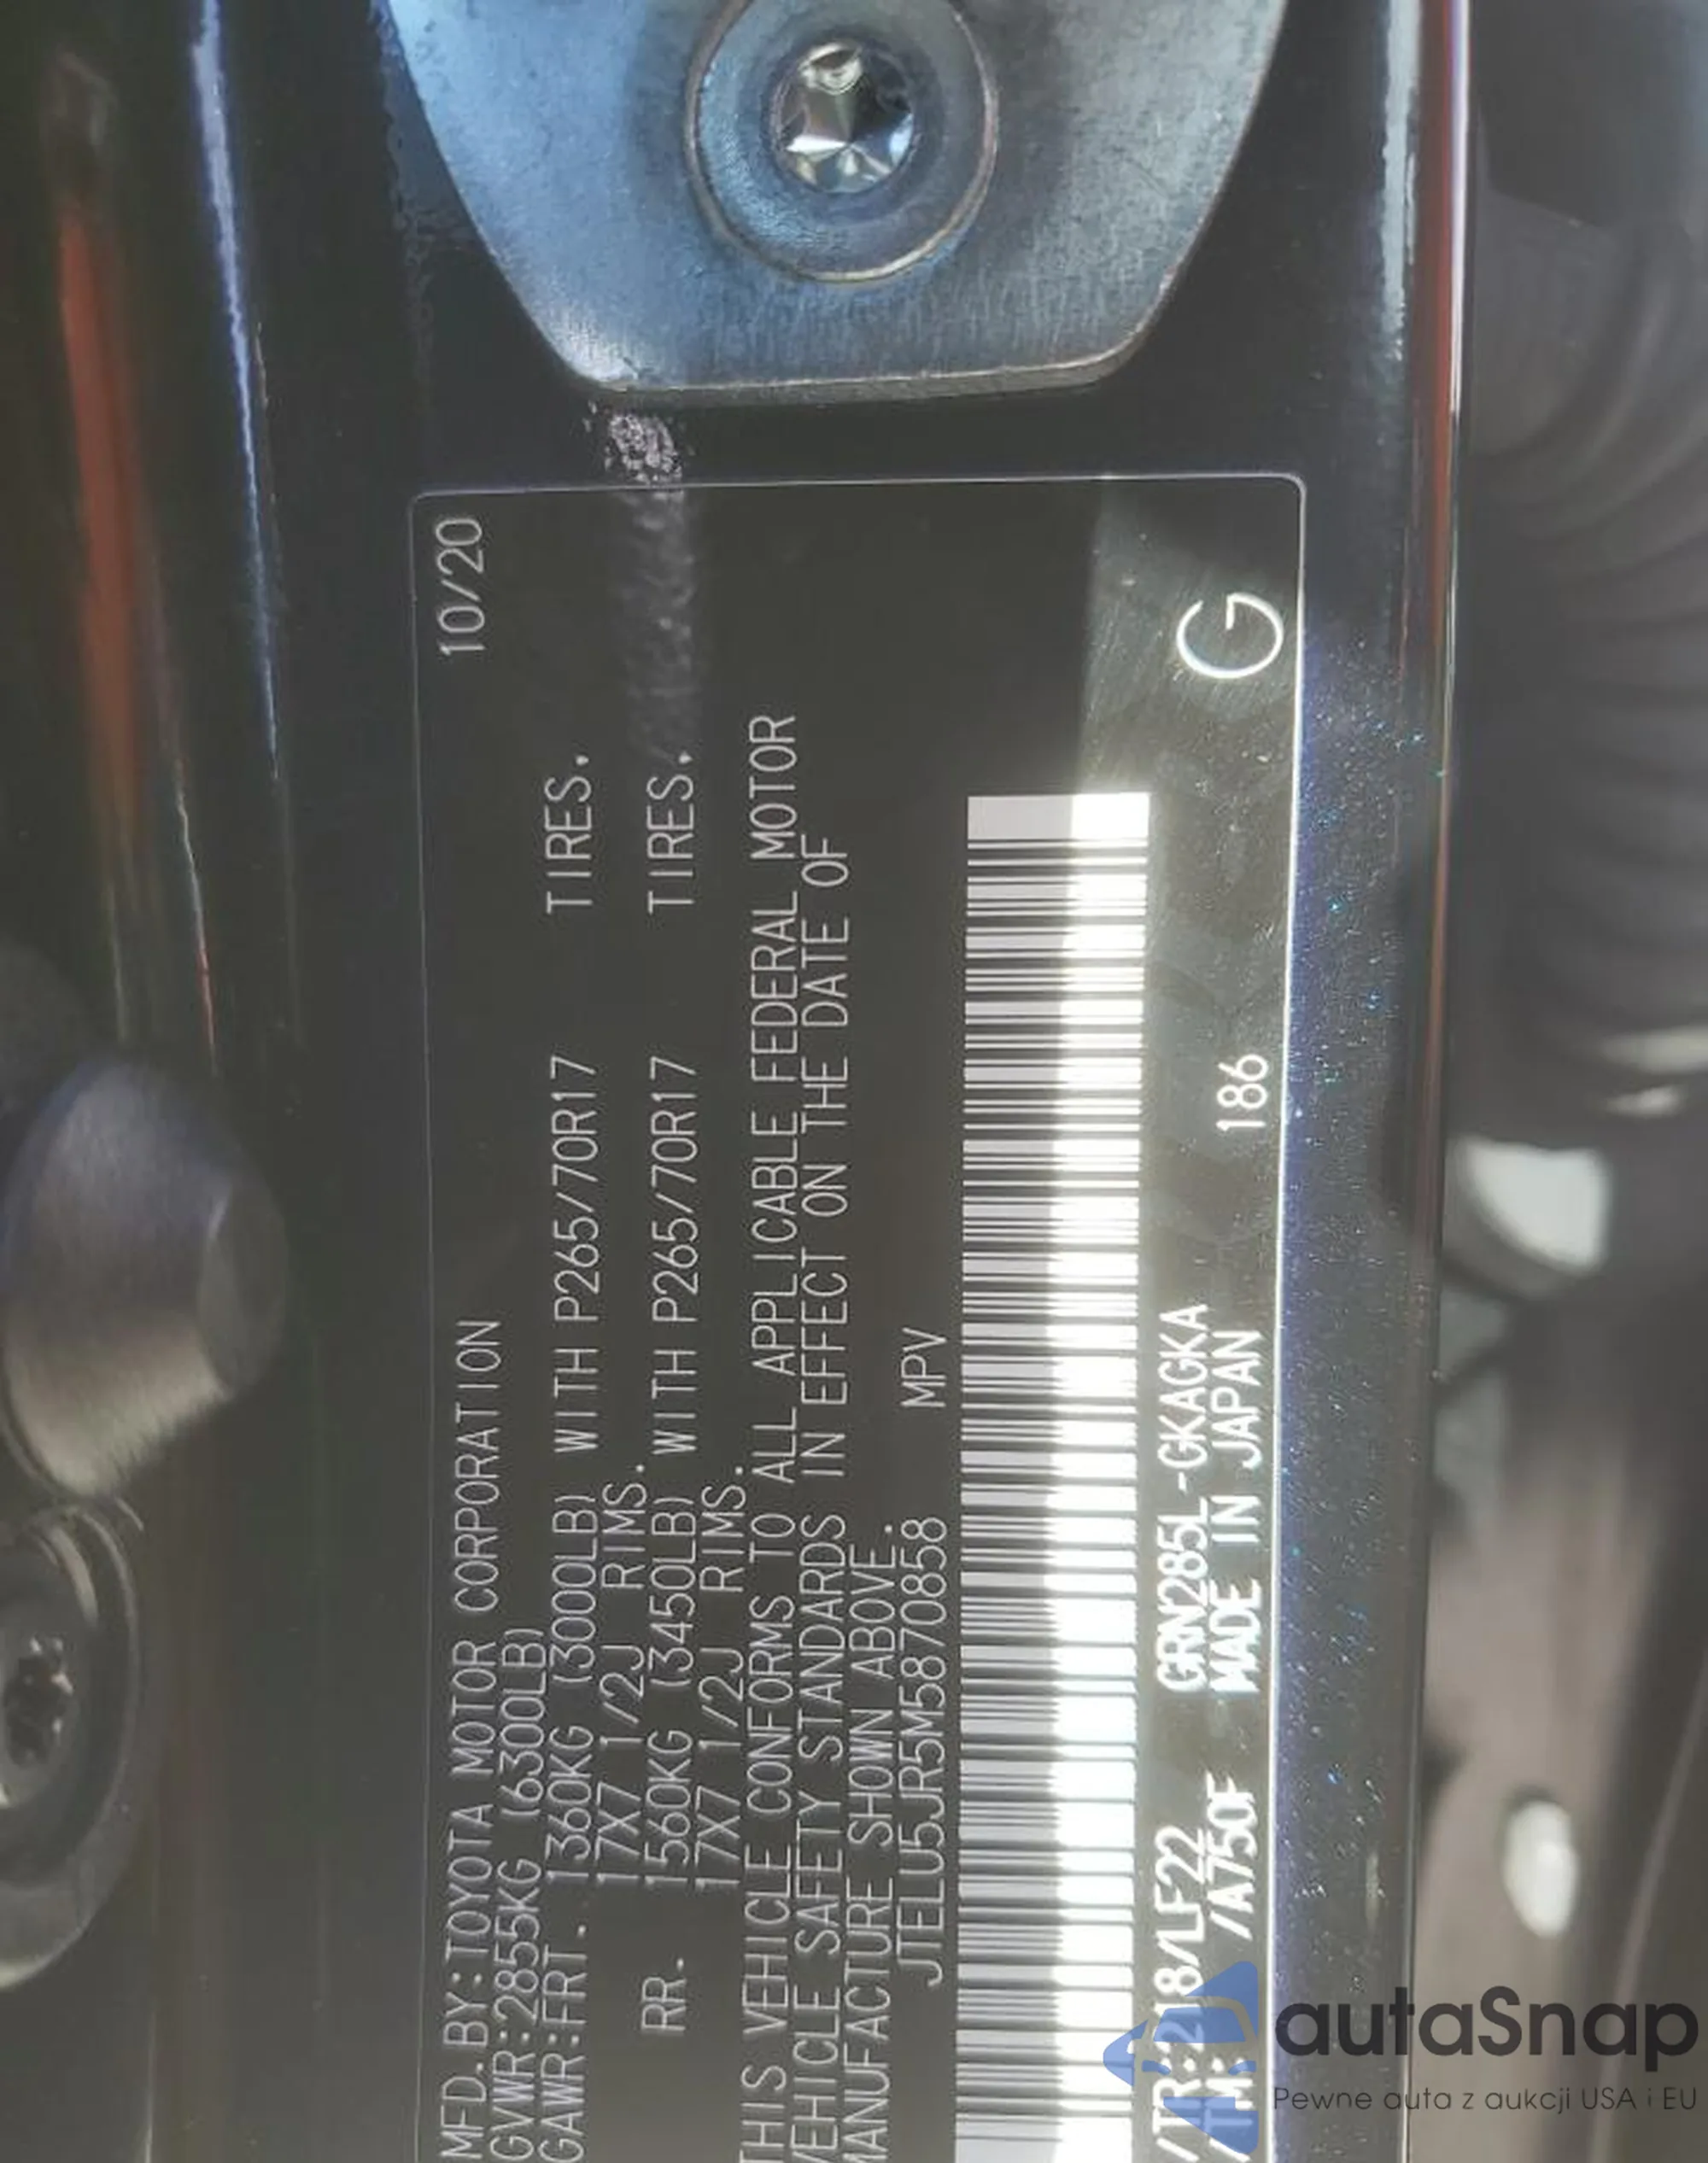 MFD.BY:TOYOTA MOTOR CORPORATION 10/20
GVWR:2855KG (6300LB)
GAWR:FRT. 1360KG (3000LB) WITH P265/70R17 TIRES.
17X7 1/2J RIMS.
RR. 1560KG (3450LB) WITH P265/70R17 TIRES.
17X7 1/2J RIMS.
THIS VEHICLE CONFORMS TO ALL APPLICABLE FEDERAL MOTOR
VEHICLE SAFETY STANDARDS IN EFFECT ON THE DATE OF
MANUFACTURE SHOWN ABOVE.
JTELU5JR5M5870858 MPV
/TR:218/LF22 GRN285L-GKAGKA
/TM: /A750F MADE IN JAPAN 186
G
autaSnap
Pewne auta z aukcji USA i EU